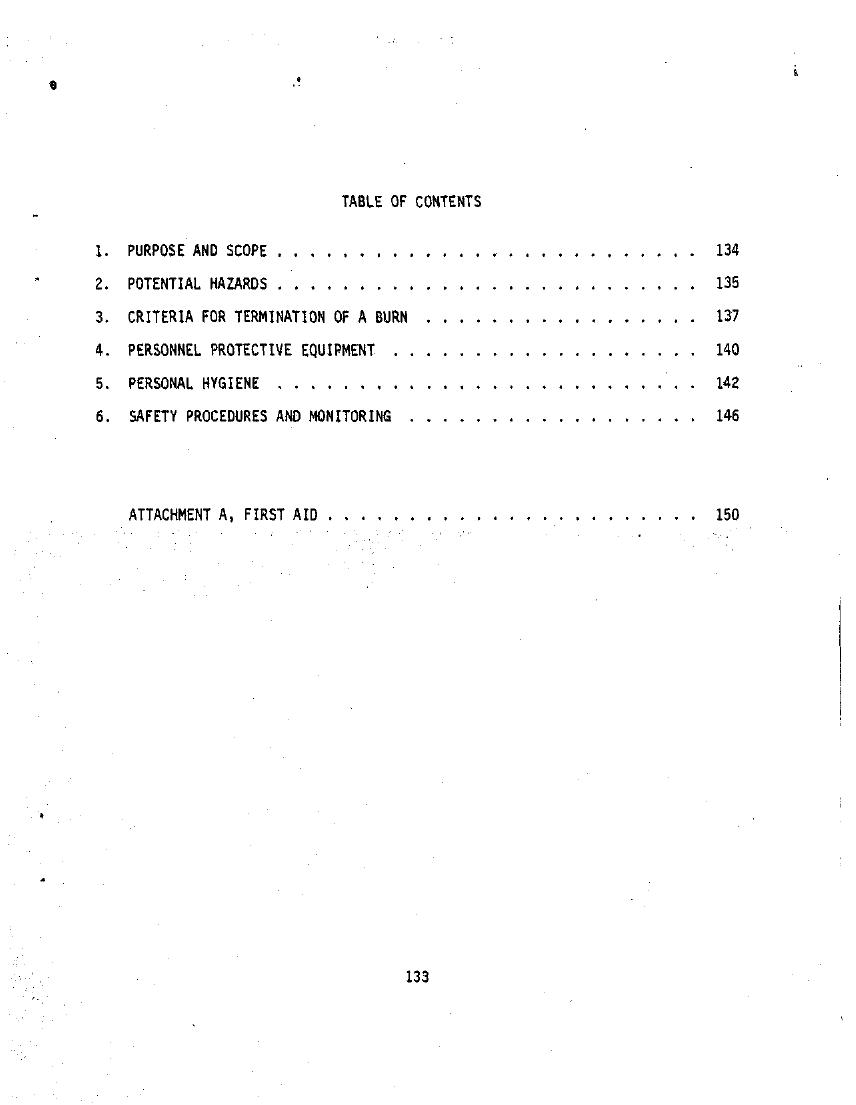 TABLE OF CONTENTS
1. PURPOSE AND SCOPE . . . . . . . . . . . . . . . . . . . . . . . . . . 134
2. POTENTIAL HAZARDS . . . . . . . . . . . . . . . . . . . . . . . . . . 135
3. CRITERIA FOR TERMINATION OF A BURN . . . . . . . . . . . . . . . . . 137
4. PERSONNEL PROTECTIVE EQUIPMENT . . . . . . . . . . . . . . . . . . . 140
5. PERSONAL HYGIENE . . . . . . . . . . . . . . . . . . . . . . . . . . 142
6. SAFETY PROCEDURES AND MONITORING . . . . . . . . . . . . . . . . . . 146
ATTACHMENT A, FIRST AID . . . . . . . . . . . . . . . . . . . . . . . 150
133